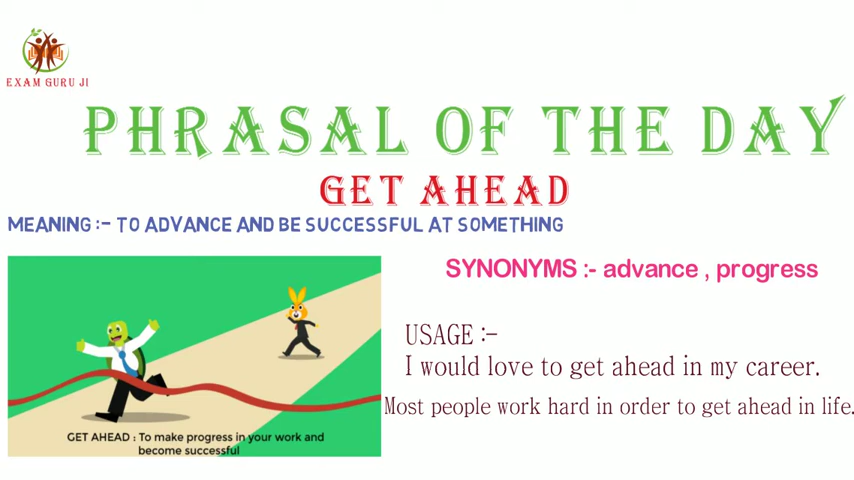 EXAM GURU JI
PHRASAL OF THE DAY
GET AHEAD
MEANING :- TO ADVANCE AND BE SUCCESSFUL AT SOMETHING
SYNONYMS :- advance , progress
USAGE :-
I would love to get ahead in my career.
Most people work hard in order to get ahead in life.
GET AHEAD : To make progress in your work and
become successful